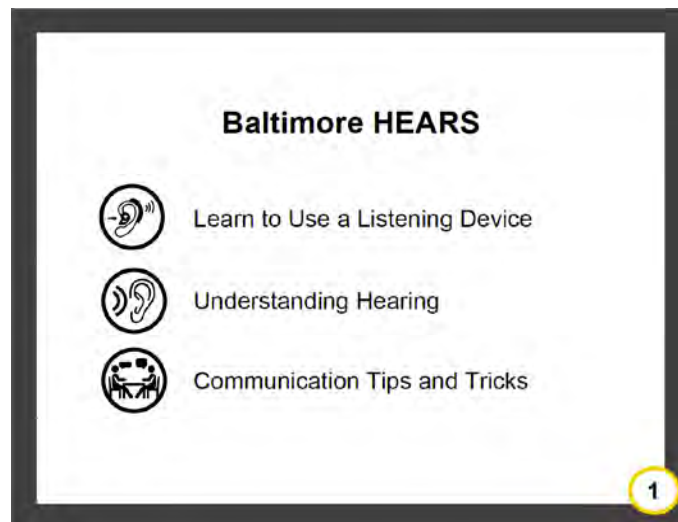 Baltimore HEARS
Learn to Use a Listening Device
Understanding Hearing
Communication Tips and Tricks
1